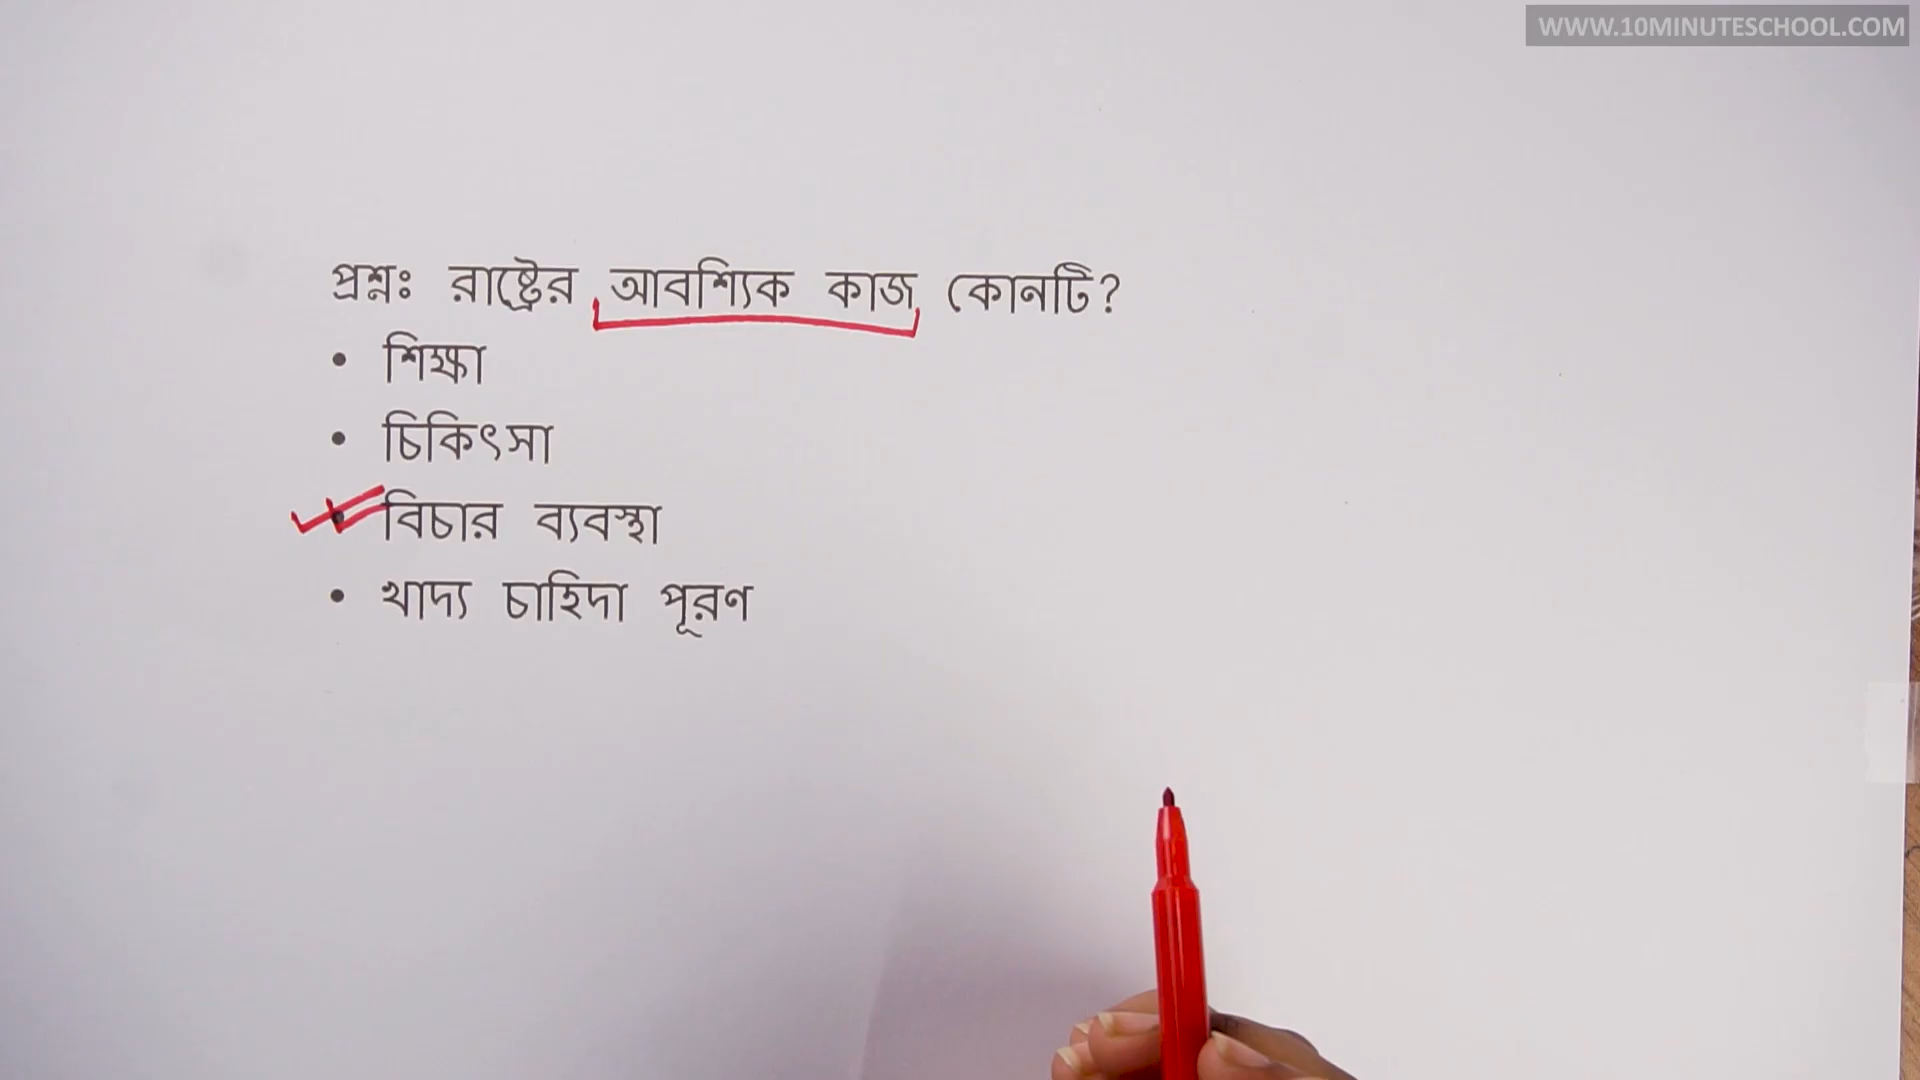 WWW.10MINUTESCHOOL.COM
প্রশ্নঃ রাষ্ট্রের আবশ্যিক কাজ কোনটি?
• শিক্ষা
• চিকিৎসা
• বিচার ব্যবস্থা
• খাদ্য চাহিদা পূরণ